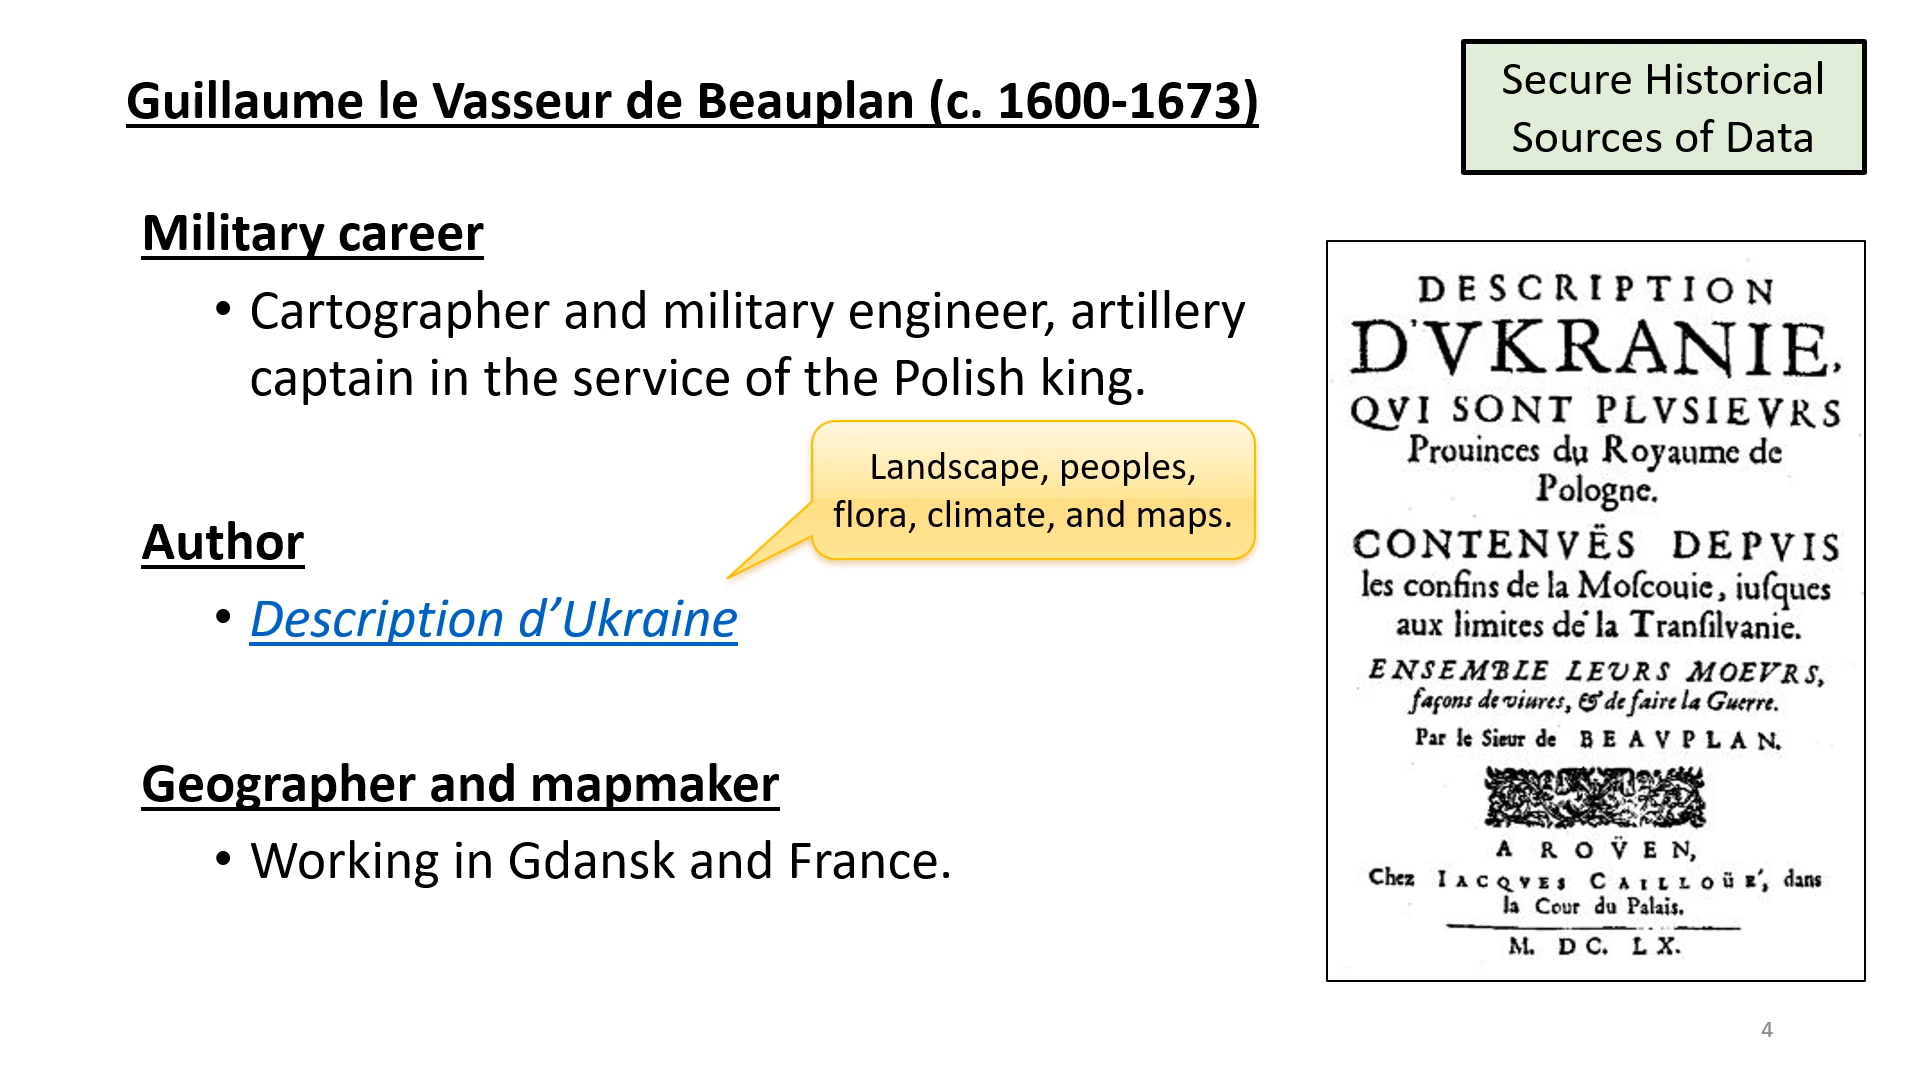 Guillaume le Vasseur de Beauplan (c. 1600-1673)
Secure Historical
Sources of Data
Military career
• Cartographer and military engineer, artillery
captain in the service of the Polish king.
Landscape, peoples,
flora, climate, and maps.
Author
• Description d’Ukraine
Geographer and mapmaker
• Working in Gdansk and France.
DESCRIPTION
D'VKRANIE,
QVI SONT PLVSIEVRS
Prouinces du Royaume de
Pologne.
CONTENVËS DEPVIS
les confins de la Moſcouie, iuſques
aux limites de la Tranſilvanie.
ENSEMBLE LEURS MOEVRS,
façons de viures, & de faire la Guerre.
Par le Sieur de BEAVPLAN.
A ROV̈EN,
Chez IACQVES CAILLOüE', dans
la Cour du Palais.
M. DC. LX.
4